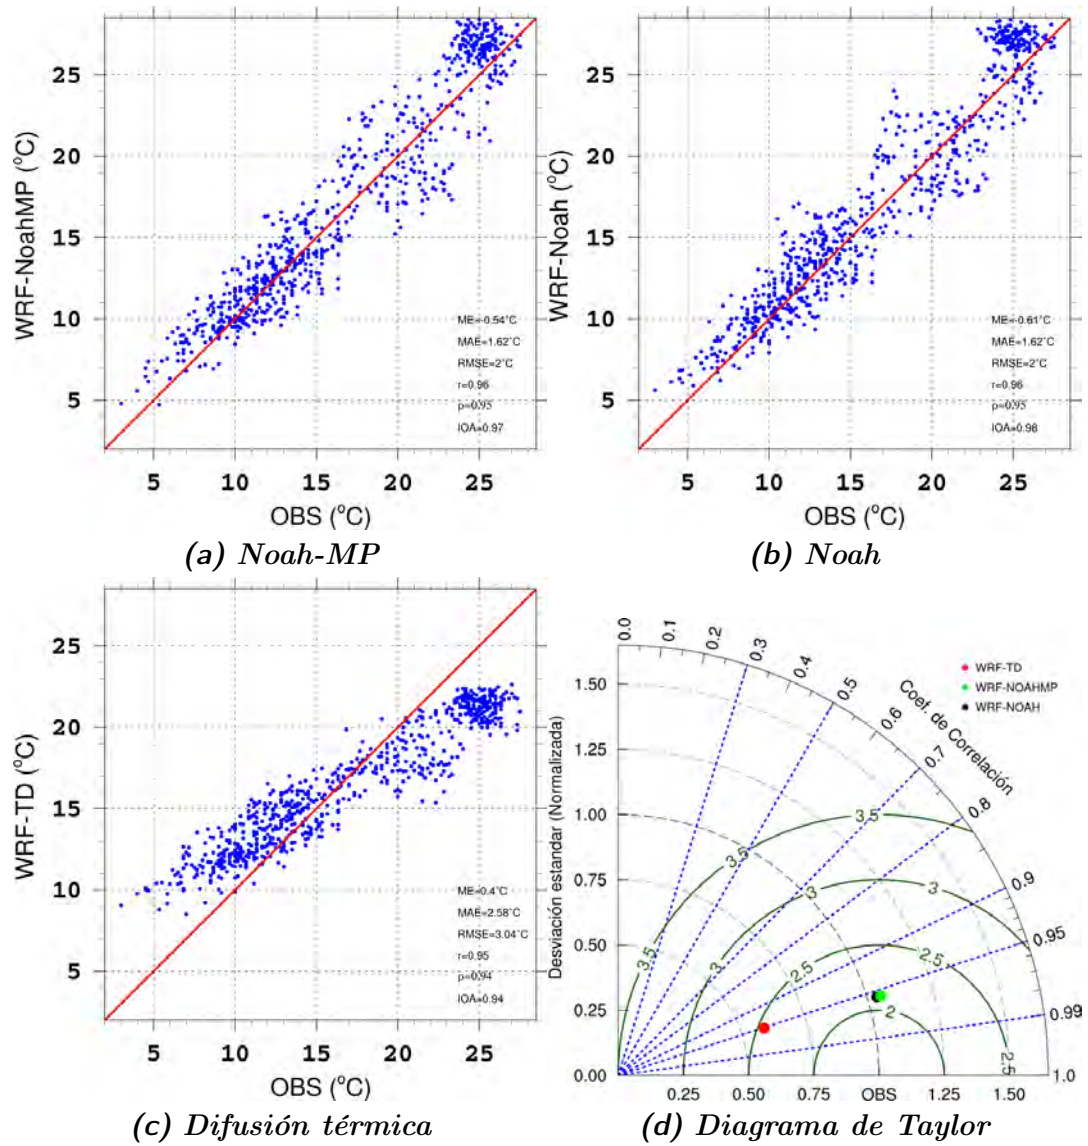 25
20
15
10
5
WRF-NoahMP (°C)
ME=-0.54°C
MAE=1.62°C
RMSE=2°C
r=0.96
ρ=0.95
IOA=0.97
5 10 15 20 25
OBS (°C)
(a) Noah-MP
25
20
15
10
5
WRF-Noah (°C)
ME=-0.61°C
MAE=1.62°C
RMSE=2°C
r=0.96
ρ=0.95
IOA=0.98
5 10 15 20 25
OBS (°C)
(b) Noah
25
20
15
10
5
WRF-TD (°C)
ME=0.4°C
MAE=2.58°C
RMSE=3.04°C
r=0.95
ρ=0.94
IOA=0.94
5 10 15 20 25
OBS (°C)
(c) Difusión térmica
0.0 0.1 0.2 0.3 0.4 0.5 0.6 0.7 0.8 0.9 0.95 0.99 1.0
Coef. de Correlación
WRF-TD
WRF-NOAHMP
WRF-NOAH
1.50
1.25
1.00
0.75
0.50
0.25
0.00
Desviación estandar (Normalizada)
3.5 3.5 3.5
3 3 3
2.5 2.5 2.5 2.5
2
0.25 0.50 0.75 OBS 1.25 1.50
(d) Diagrama de Taylor